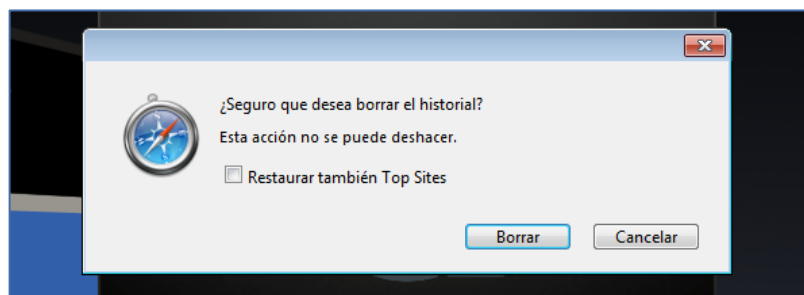 ¿Seguro que desea borrar el historial?
Esta acción no se puede deshacer.
Restaurar también Top Sites
Borrar
Cancelar